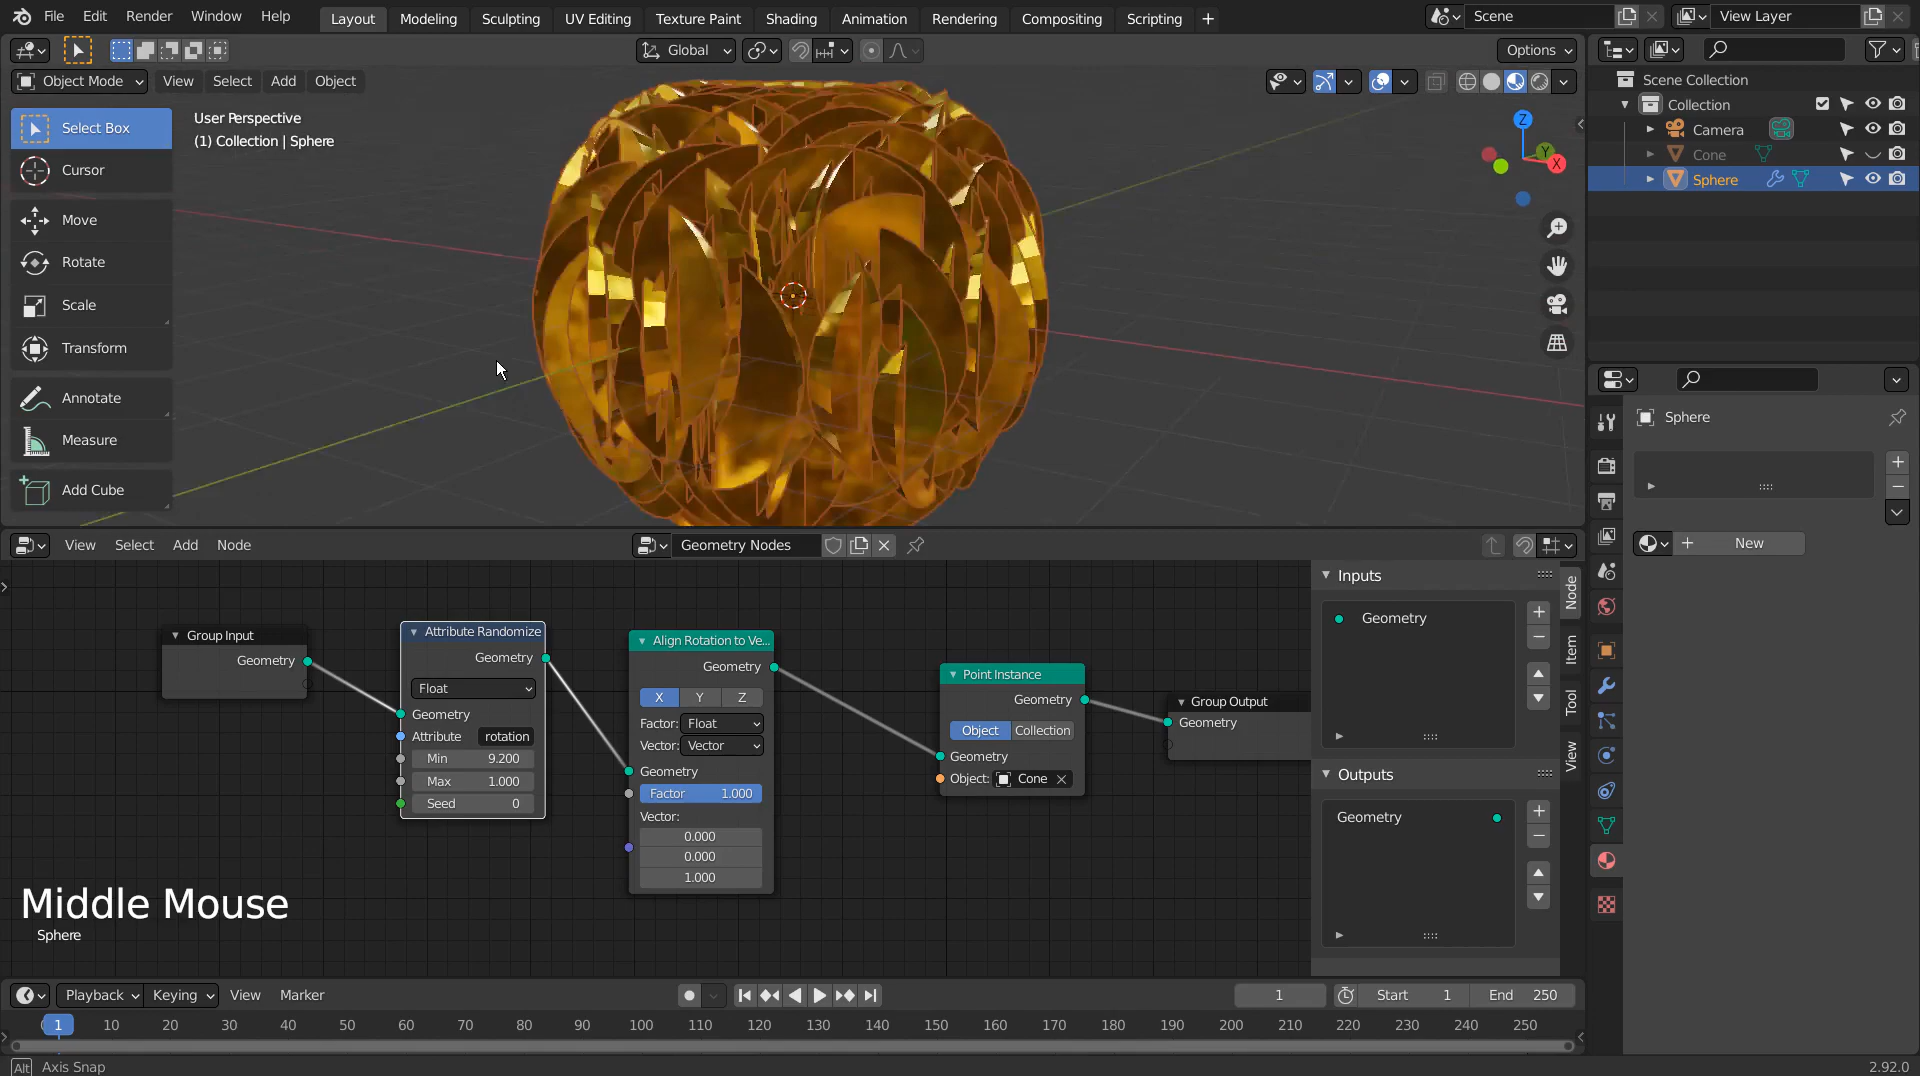 File Edit Render Window Help Layout Modeling Sculpting UV Editing Texture Paint Shading Animation Rendering Compositing Scripting + Scene View Layer
Global Options
Object Mode View Select Add Object
Select Box
Cursor
Move
Rotate
Scale
Transform
Annotate
Measure
Add Cube
User Perspective
(1) Collection | Sphere
Z
Y
X
Scene Collection
Collection
Camera
Cone
Sphere
Sphere
+ New
View Select Add Node Geometry Nodes
Group Input
Geometry
Attribute Randomize
Geometry
Float
Geometry
Attribute rotation
Min 9.200
Max 1.000
Seed 0
Align Rotation to Ve...
Geometry
X Y Z
Factor: Float
Vector: Vector
Geometry
Factor 1.000
Vector:
0.000
0.000
1.000
Point Instance
Geometry
Object Collection
Geometry
Object: Cone
Group Output
Geometry
Inputs
Geometry
Outputs
Geometry
Node
Item
Tool
View
Middle Mouse
Sphere
Playback Keying View Marker 1 Start 1 End 250
1 10 20 30 40 50 60 70 80 90 100 110 120 130 140 150 160 170 180 190 200 210 220 230 240 250
Alt Axis Snap 2.92.0